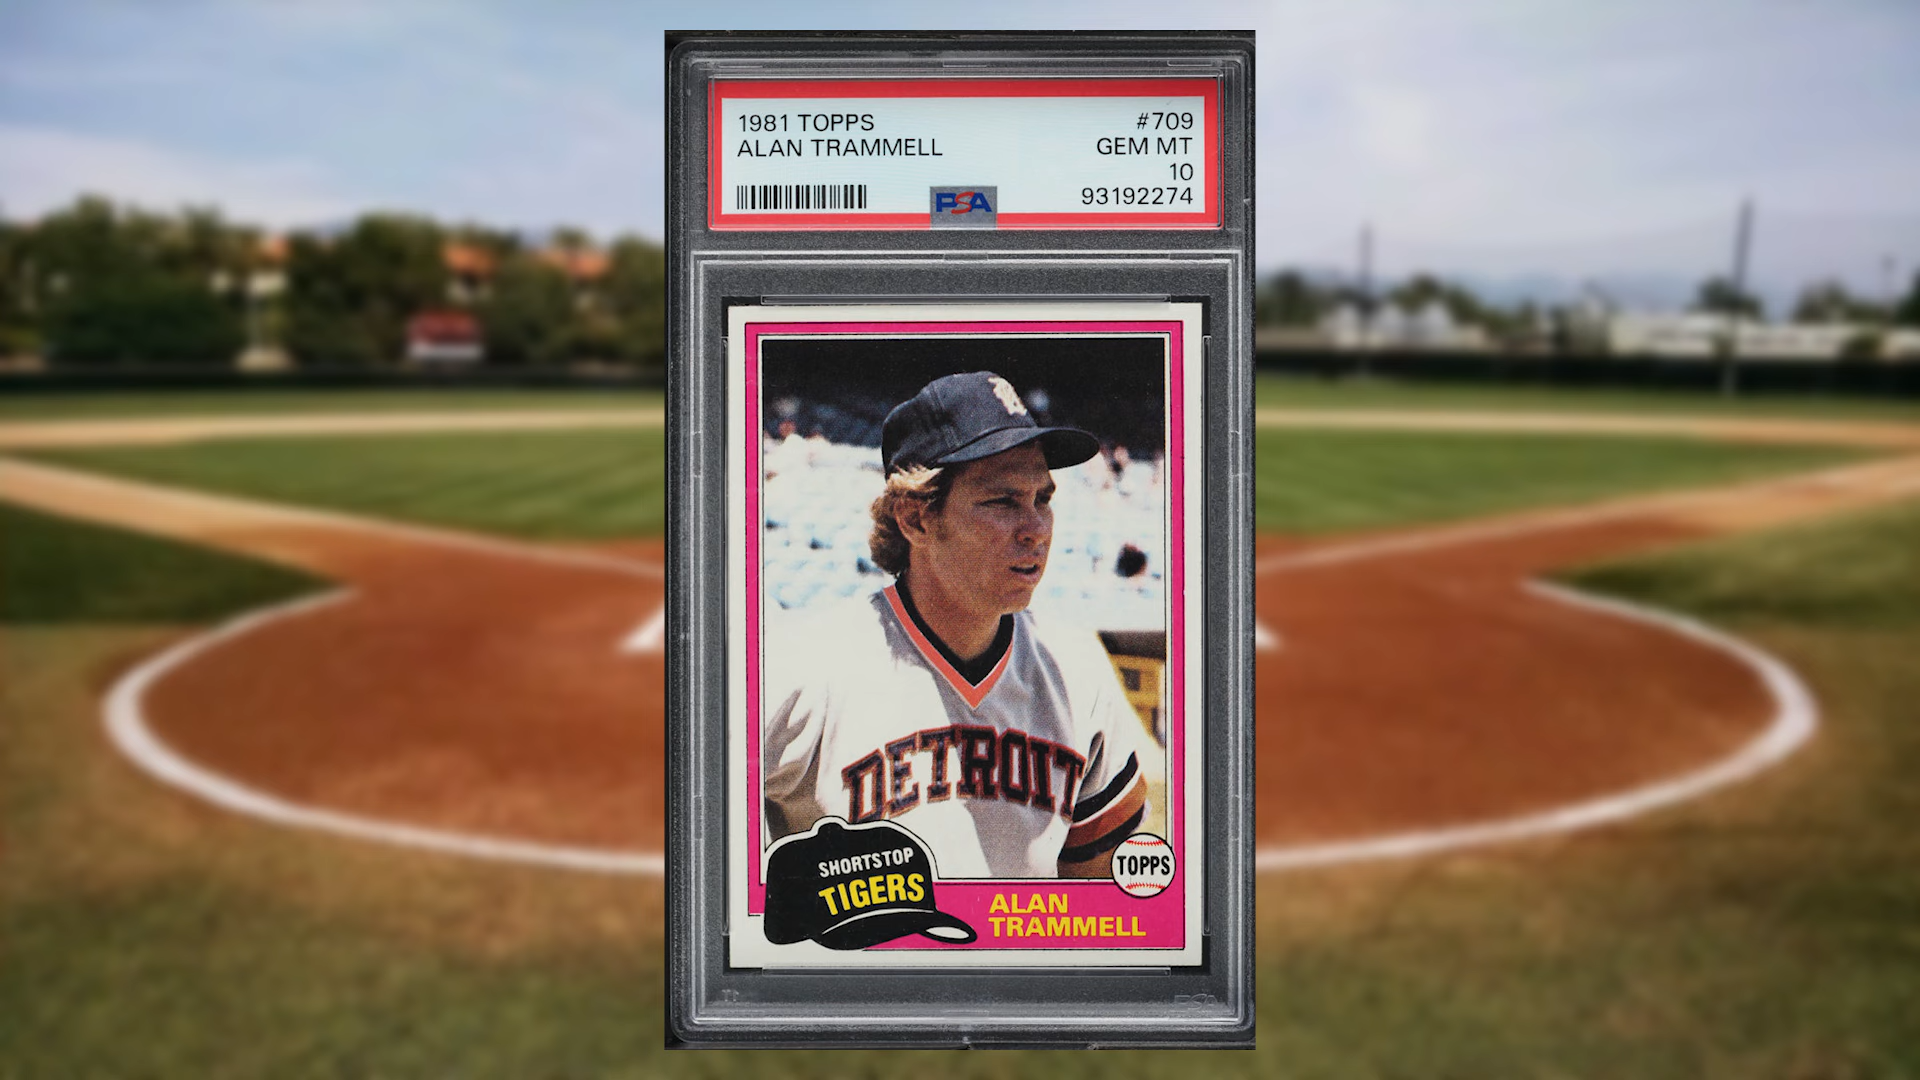 1981 TOPPS #709
ALAN TRAMMELL GEM MT
10
93192274
PSA
DETROIT
SHORTSTOP
TIGERS
TOPPS
ALAN
TRAMMELL